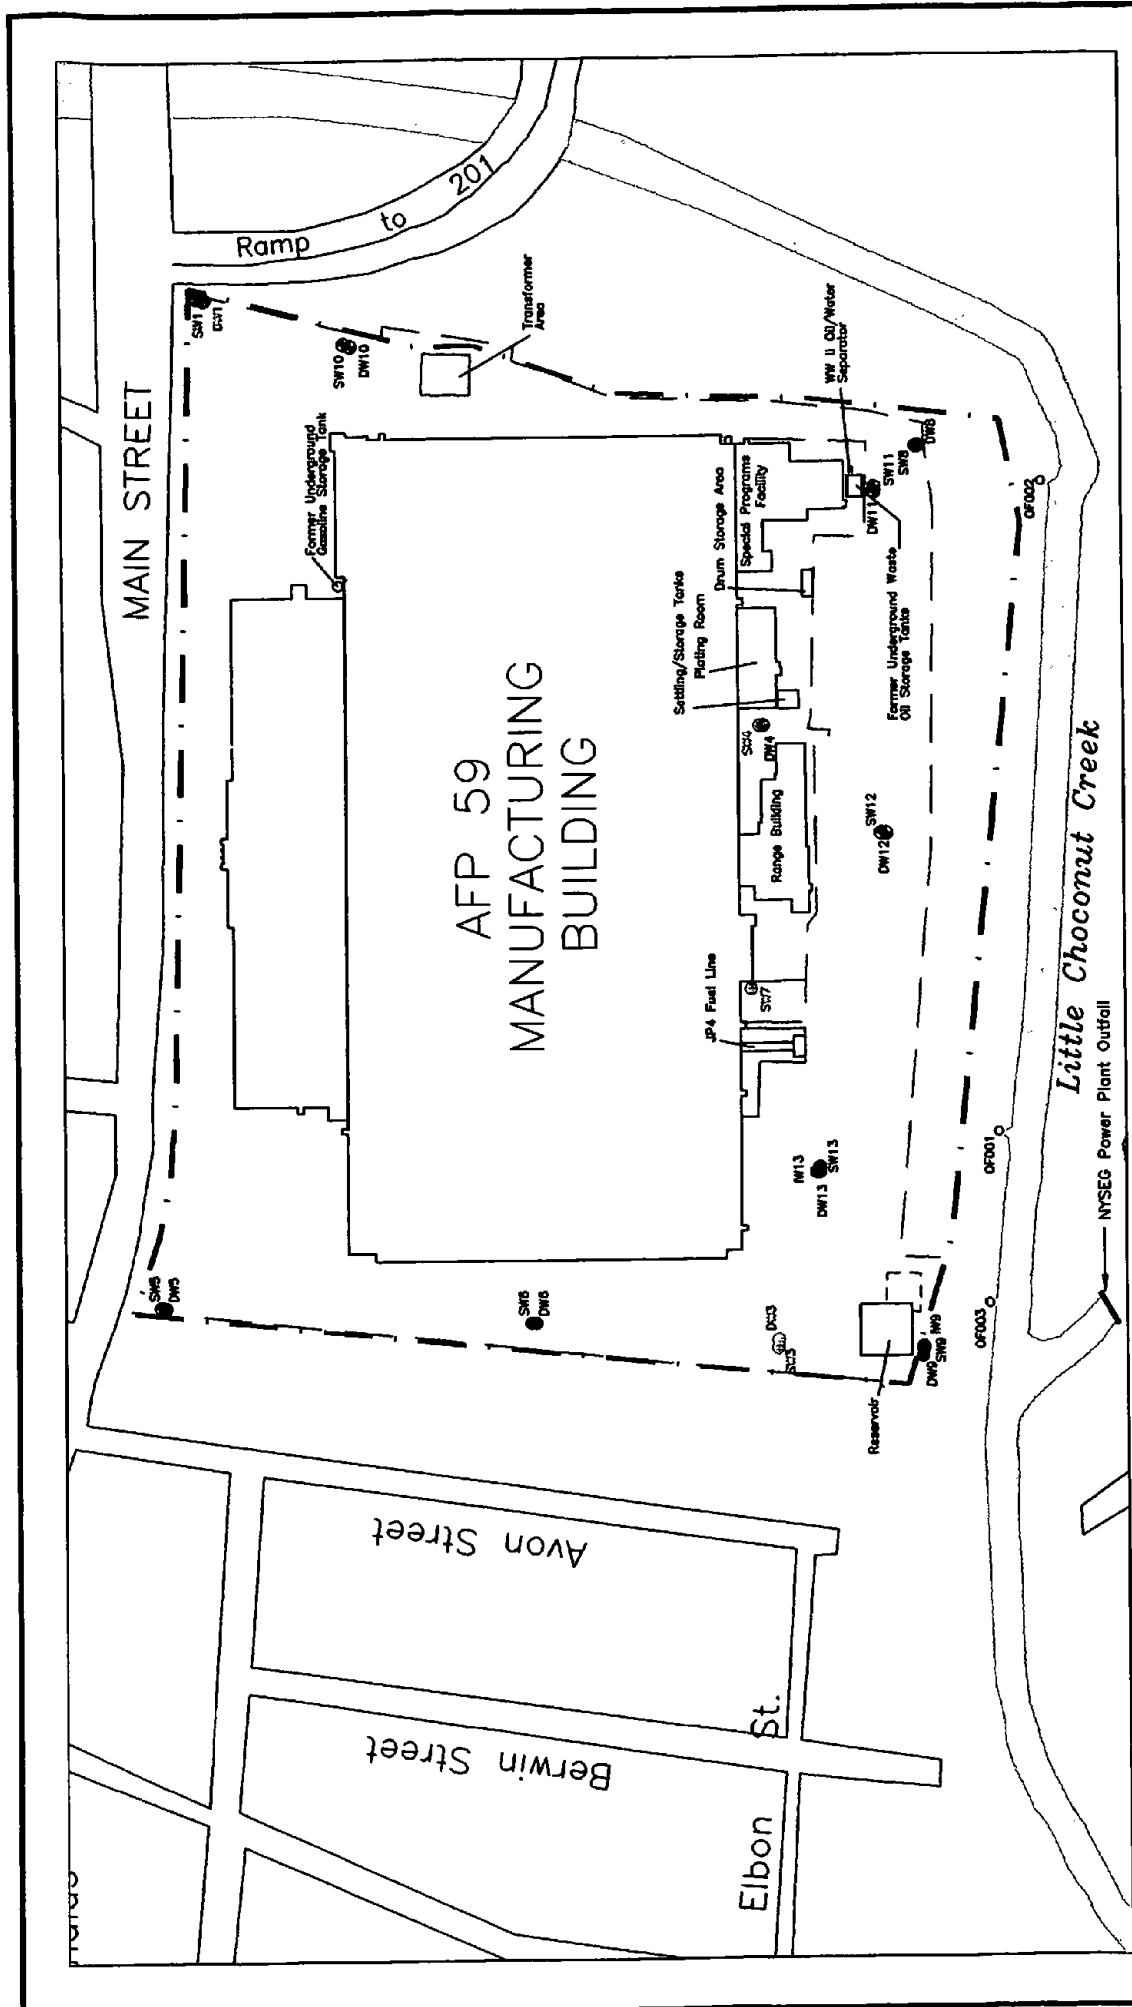 Ramp to 201
MAIN STREET
SW1
DW1
SW10
DW10
Transformer
Area
Former Underground
Gasoline Storage Tank
WW II Oil/Water
Separator
SW11
DW11
SW8
DW8
OF002
Special Programs
Facility
Drum Storage Area
Settling/Storage Tanks
Plating Room
Former Underground Waste
Oil Storage Tanks
SW4
DW4
AFP 59
MANUFACTURING
BUILDING
Range Building
SW12
DW12
Little Choconut Creek
JP4 Fuel Line
SW7
NYSEG Power Plant Outfall
OF001
IW13
DW13
SW13
SW5
DW5
SW6
DW6
DW3
SW3
OF003
IW9
SW9
DW9
Reservoir
Avon Street
Berwin Street
Elbon St.